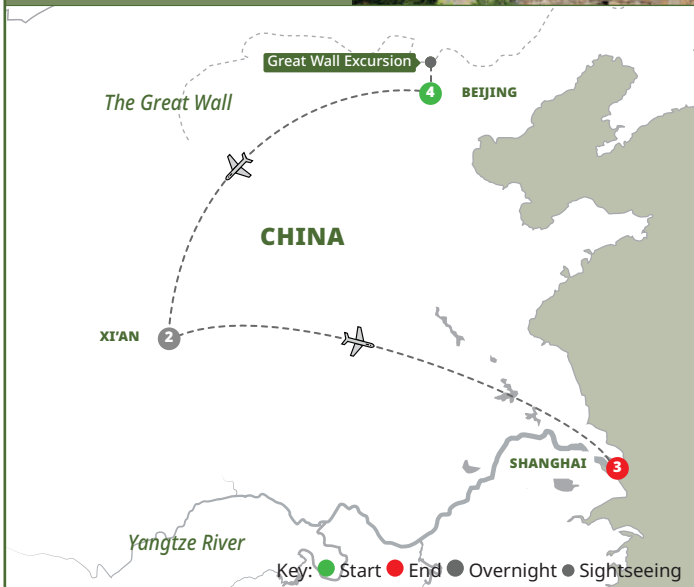 Great Wall Excursion
4
BEIJING
The Great Wall
CHINA
XI'AN
2
SHANGHAI
3
Yangtze River
Key: Start End Overnight Sightseeing